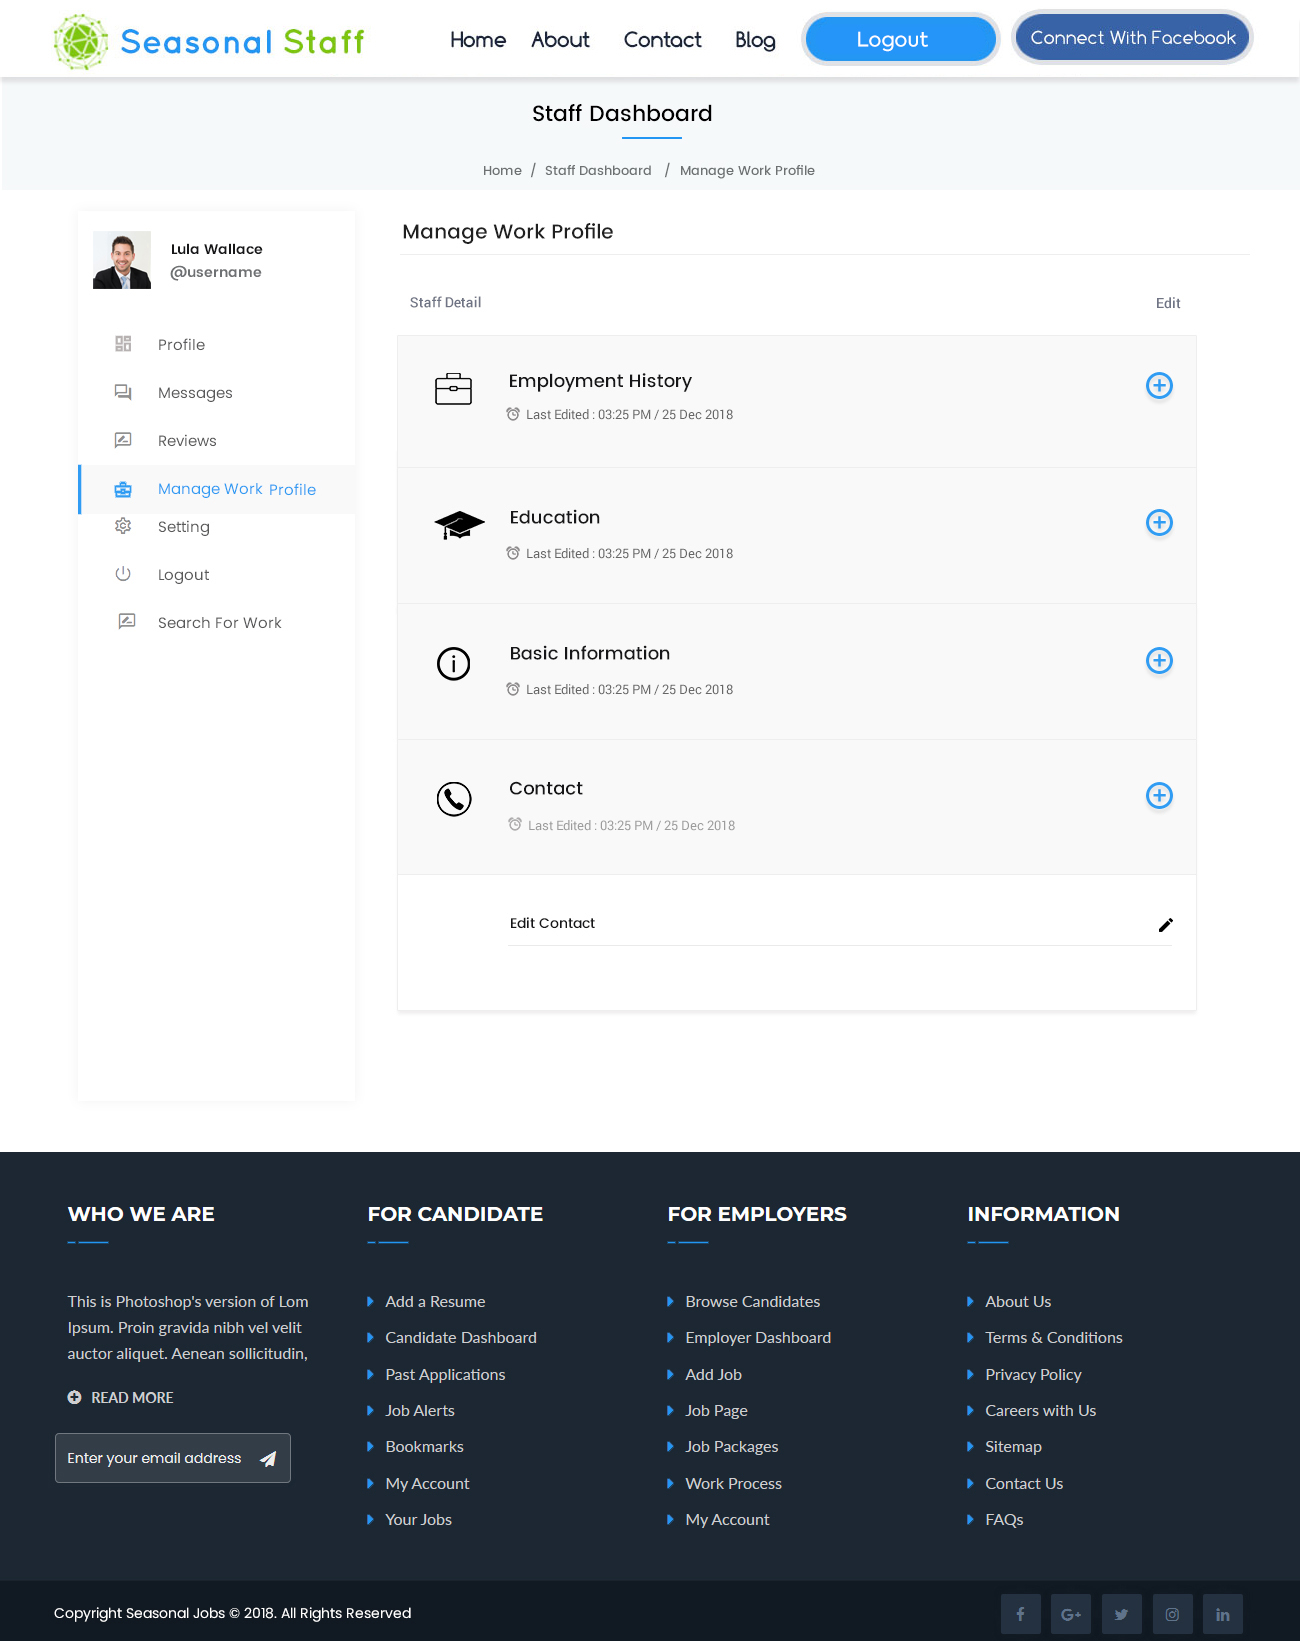 Seasonal Staff
Home About Contact Blog Logout Connect With Facebook
Staff Dashboard
Home / Staff Dashboard / Manage Work Profile
Lula Wallace
@username
Profile
Messages
Reviews
Manage Work Profile
Setting
Logout
Search For Work
Manage Work Profile
Staff Detail Edit
Employment History
Last Edited : 03:25 PM / 25 Dec 2018
Education
Last Edited : 03:25 PM / 25 Dec 2018
Basic Information
Last Edited : 03:25 PM / 25 Dec 2018
Contact
Last Edited : 03:25 PM / 25 Dec 2018
Edit Contact
WHO WE ARE
This is Photoshop's version of Lom
Ipsum. Proin gravida nibh vel velit
auctor aliquet. Aenean sollicitudin,
READ MORE
Enter your email address
FOR CANDIDATE
Add a Resume
Candidate Dashboard
Past Applications
Job Alerts
Bookmarks
My Account
Your Jobs
FOR EMPLOYERS
Browse Candidates
Employer Dashboard
Add Job
Job Page
Job Packages
Work Process
My Account
INFORMATION
About Us
Terms & Conditions
Privacy Policy
Careers with Us
Sitemap
Contact Us
FAQs
Copyright Seasonal Jobs © 2018. All Rights Reserved